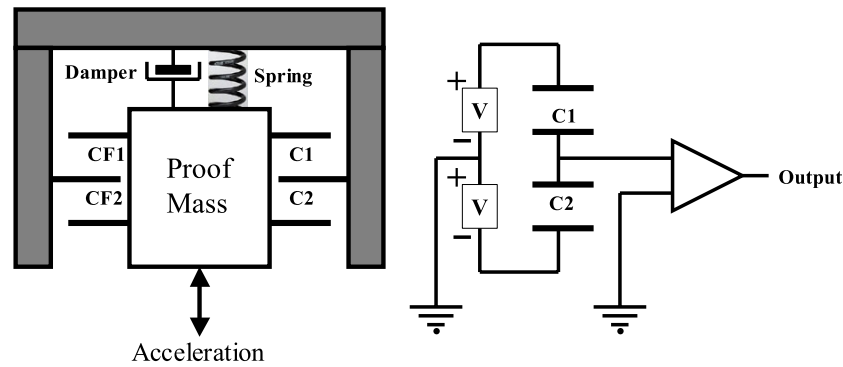 Damper
Spring
CF1
C1
Proof
Mass
CF2
C2
Acceleration
+
V
−
+
V
−
C1
C2
Output